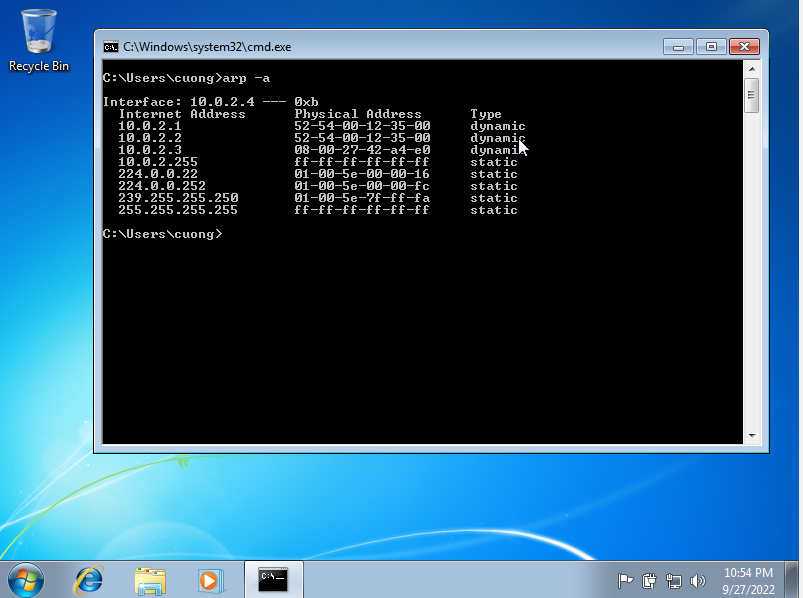 Recycle Bin
C:\Windows\system32\cmd.exe
C:\Users\cuong>arp -a
Interface: 10.0.2.4 --- 0xb
Internet Address Physical Address Type
10.0.2.1 52-54-00-12-35-00 dynamic
10.0.2.2 52-54-00-12-35-00 dynamic
10.0.2.3 08-00-27-42-a4-e0 dynamic
10.0.2.255 ff-ff-ff-ff-ff-ff static
224.0.0.22 01-00-5e-00-00-16 static
224.0.0.252 01-00-5e-00-00-fc static
239.255.255.250 01-00-5e-7f-ff-fa static
255.255.255.255 ff-ff-ff-ff-ff-ff static
C:\Users\cuong>
C:\_
10:54 PM
9/27/2022